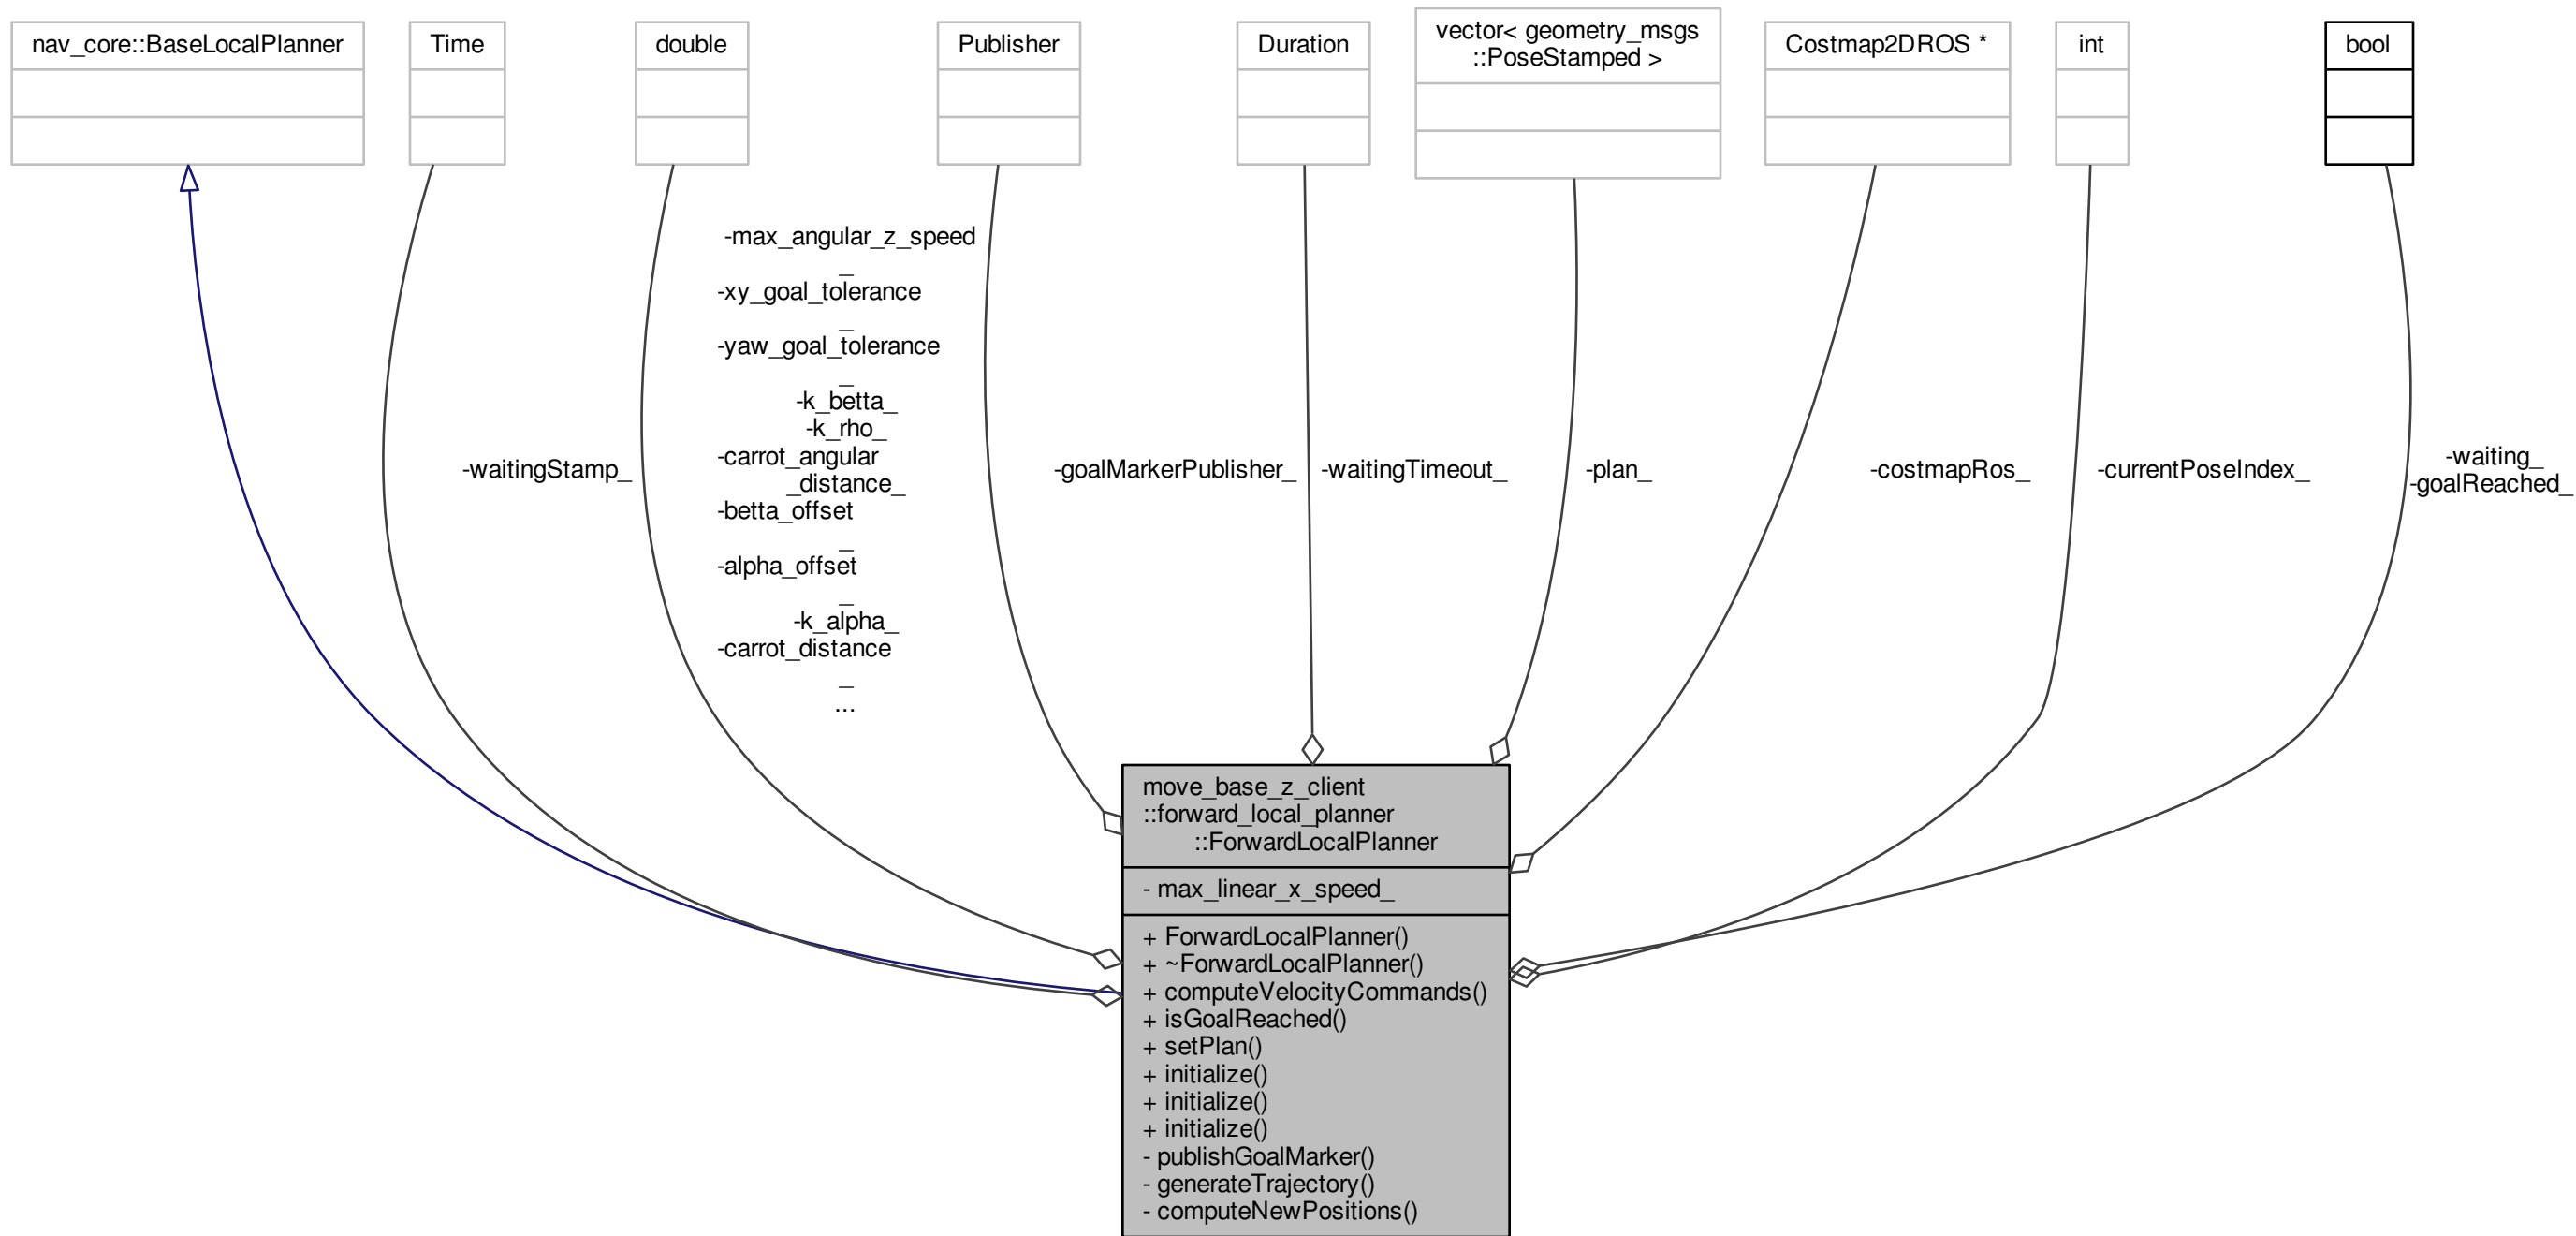 nav_core::BaseLocalPlanner
Time
double
Publisher
Duration
vector< geometry_msgs
::PoseStamped >
Costmap2DROS *
int
bool
-max_angular_z_speed
_
-xy_goal_tolerance
_
-yaw_goal_tolerance
_
-k_betta_
-k_rho_
-carrot_angular
_distance_
-betta_offset
_
-alpha_offset
_
-k_alpha_
-carrot_distance
_
...
-waitingStamp_
-goalMarkerPublisher_
-waitingTimeout_
-plan_
-costmapRos_
-currentPoseIndex_
-waiting_
-goalReached_
move_base_z_client
::forward_local_planner
::ForwardLocalPlanner
- max_linear_x_speed_
+ ForwardLocalPlanner()
+ ~ForwardLocalPlanner()
+ computeVelocityCommands()
+ isGoalReached()
+ setPlan()
+ initialize()
+ initialize()
+ initialize()
- publishGoalMarker()
- generateTrajectory()
- computeNewPositions()